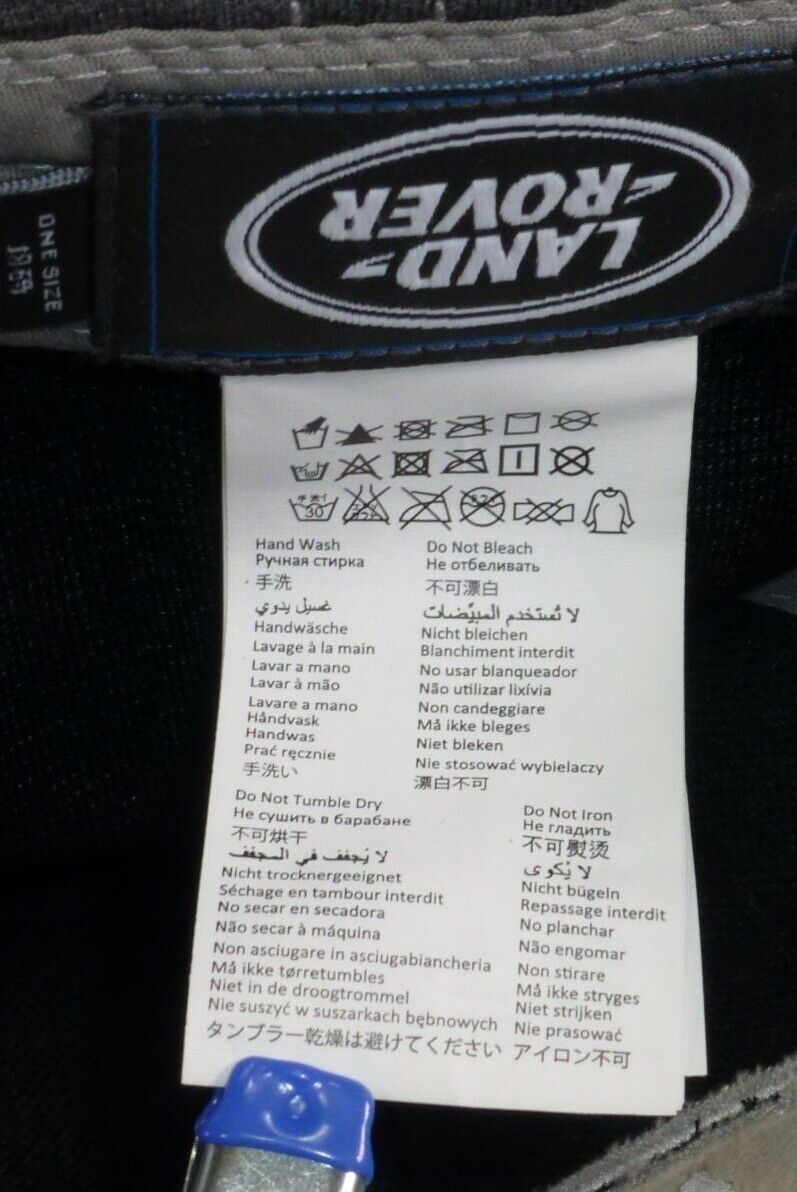 LAND
ROVER
ONE SIZE
30
Hand Wash
Ручная стирка
手洗
غسيل يدوي
Handwäsche
Lavage à la main
Lavar a mano
Lavar à mão
Lavare a mano
Håndvask
Handwas
Prać ręcznie
手洗い
Do Not Bleach
Не отбеливать
不可漂白
لا تُستخدم المبيّضات
Nicht bleichen
Blanchiment interdit
No usar blanqueador
Não utilizar lixívia
Non candeggiare
Må ikke bleges
Niet bleken
Nie stosować wybielaczy
漂白不可
Do Not Tumble Dry
Не сушить в барабане
不可烘干
لا يُجفف في المجفف
Nicht trocknergeeignet
Séchage en tambour interdit
No secar en secadora
Não secar à máquina
Non asciugare in asciugabiancheria
Må ikke tørretumbles
Niet in de droogtrommel
Nie suszyć w suszarkach bębnowych
タンブラー乾燥は避けてください
Do Not Iron
Не гладить
不可熨烫
لا يُكوى
Nicht bügeln
Repassage interdit
No planchar
Não engomar
Non stirare
Må ikke stryges
Niet strijken
Nie prasować
アイロン不可